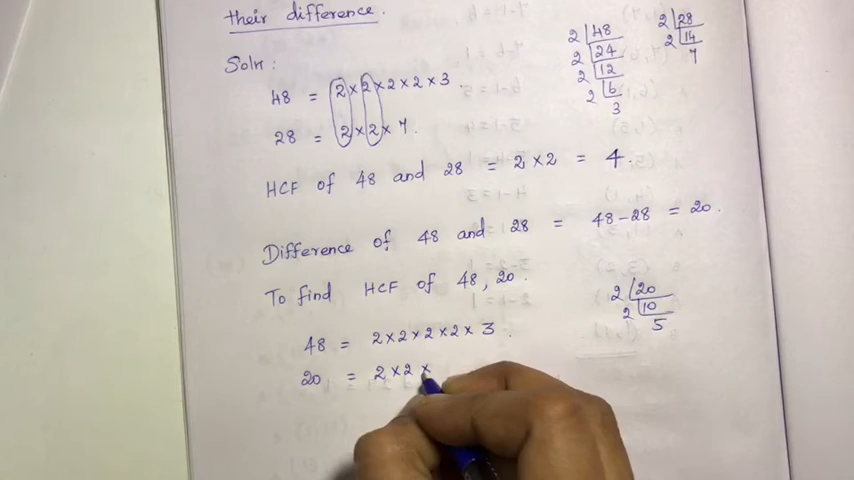 their difference.
Soln :
48 = 2 × 2 × 2 × 2 × 3.
28 = 2 × 2 × 7.
HCF of 48 and 28 = 2 × 2 = 4.
Difference of 48 and 28 = 48 - 28 = 20.
To find HCF of 48, 20.
48 = 2 × 2 × 2 × 2 × 3.
20 = 2 × 2 ×
2 | 48
2 | 24
2 | 12
2 | 6
3
2 | 28
2 | 14
7
2 | 20
2 | 10
5